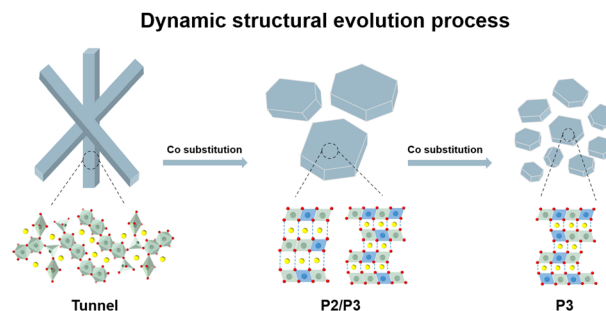 Dynamic structural evolution process
Co substitution
Co substitution
Tunnel
P2/P3
P3